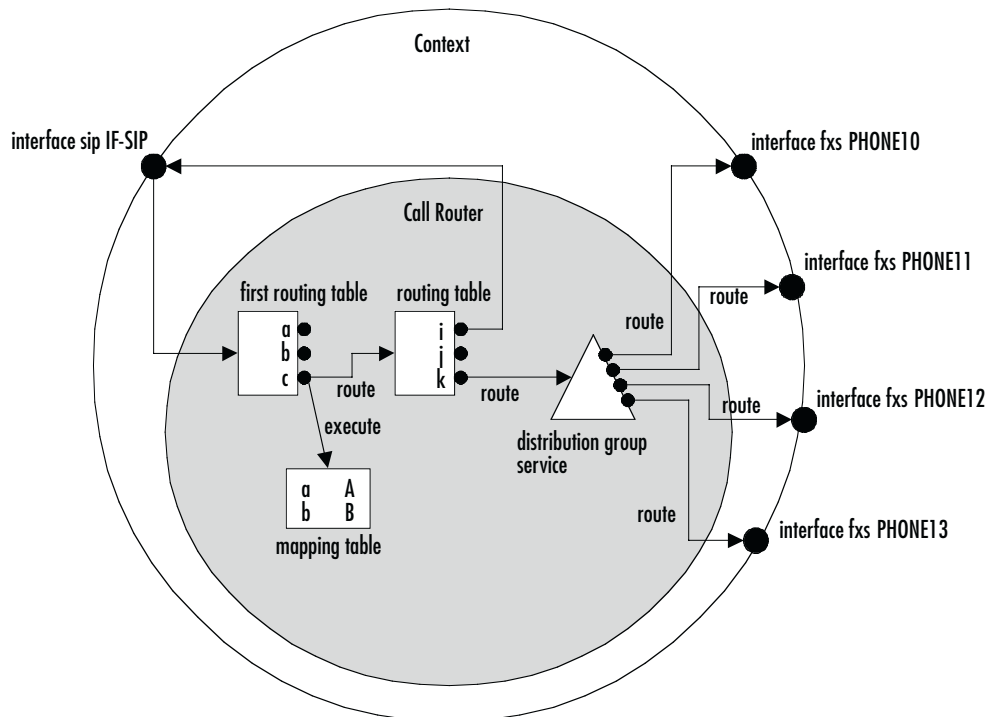 Context
interface sip IF-SIP
interface fxs PHONE10
Call Router
interface fxs PHONE11
route
first routing table
routing table
route
a
b
c
i
j
k
route
route
route
interface fxs PHONE12
execute
distribution group
service
a A
b B
mapping table
route
interface fxs PHONE13